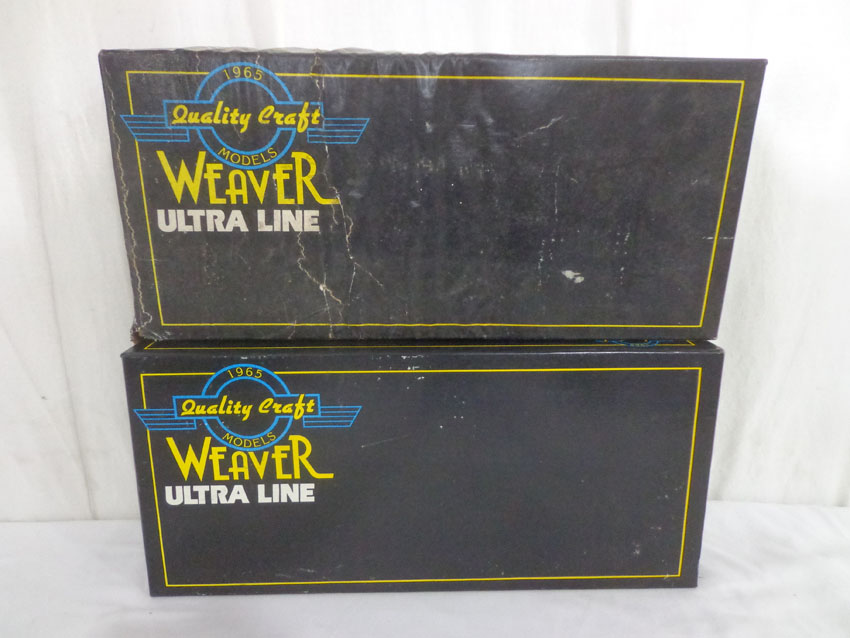 1965
Quality Craft
MODELS
WEAVER
ULTRA LINE
1965
Quality Craft
MODELS
WEAVER
ULTRA LINE